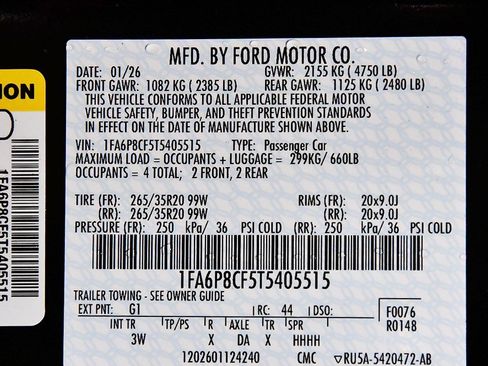 MFD. BY FORD MOTOR CO.
DATE: 01/26 GVWR: 2155 KG ( 4750 LB)
FRONT GAWR: 1082 KG ( 2385 LB) REAR GAWR: 1125 KG ( 2480 LB)
THIS VEHICLE CONFORMS TO ALL APPLICABLE FEDERAL MOTOR
VEHICLE SAFETY, BUMPER, AND THEFT PREVENTION STANDARDS
IN EFFECT ON THE DATE OF MANUFACTURE SHOWN ABOVE.
VIN: 1FA6P8CF5T5405515 TYPE: Passenger Car
MAXIMUM LOAD = OCCUPANTS + LUGGAGE = 299KG/ 660LB
OCCUPANTS = 4 TOTAL; 2 FRONT, 2 REAR
TIRE (FR): 265/35R20 99W RIMS (FR): 20x9.0J
(RR): 265/35R20 99W (RR): 20x9.0J
PRESSURE (FR): 250 kPa/ 36 PSI COLD (RR): 250 kPa/ 36 PSI COLD
1FA6P8CF5T5405515
TRAILER TOWING - SEE OWNER GUIDE
EXT PNT: G1 RC: 44 DSO: F0076
R0148
INT TR TP/PS R AXLE TR SPR
3W X DA X HHHH
1202601124240 CMC RU5A-5420472-AB
ION
1FA6P8CF5T5405515